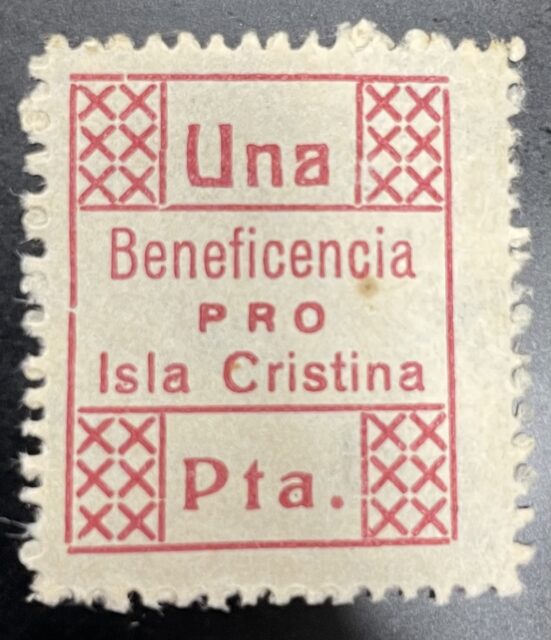 Una
Beneficencia
PRO
Isla Cristina
Pta.